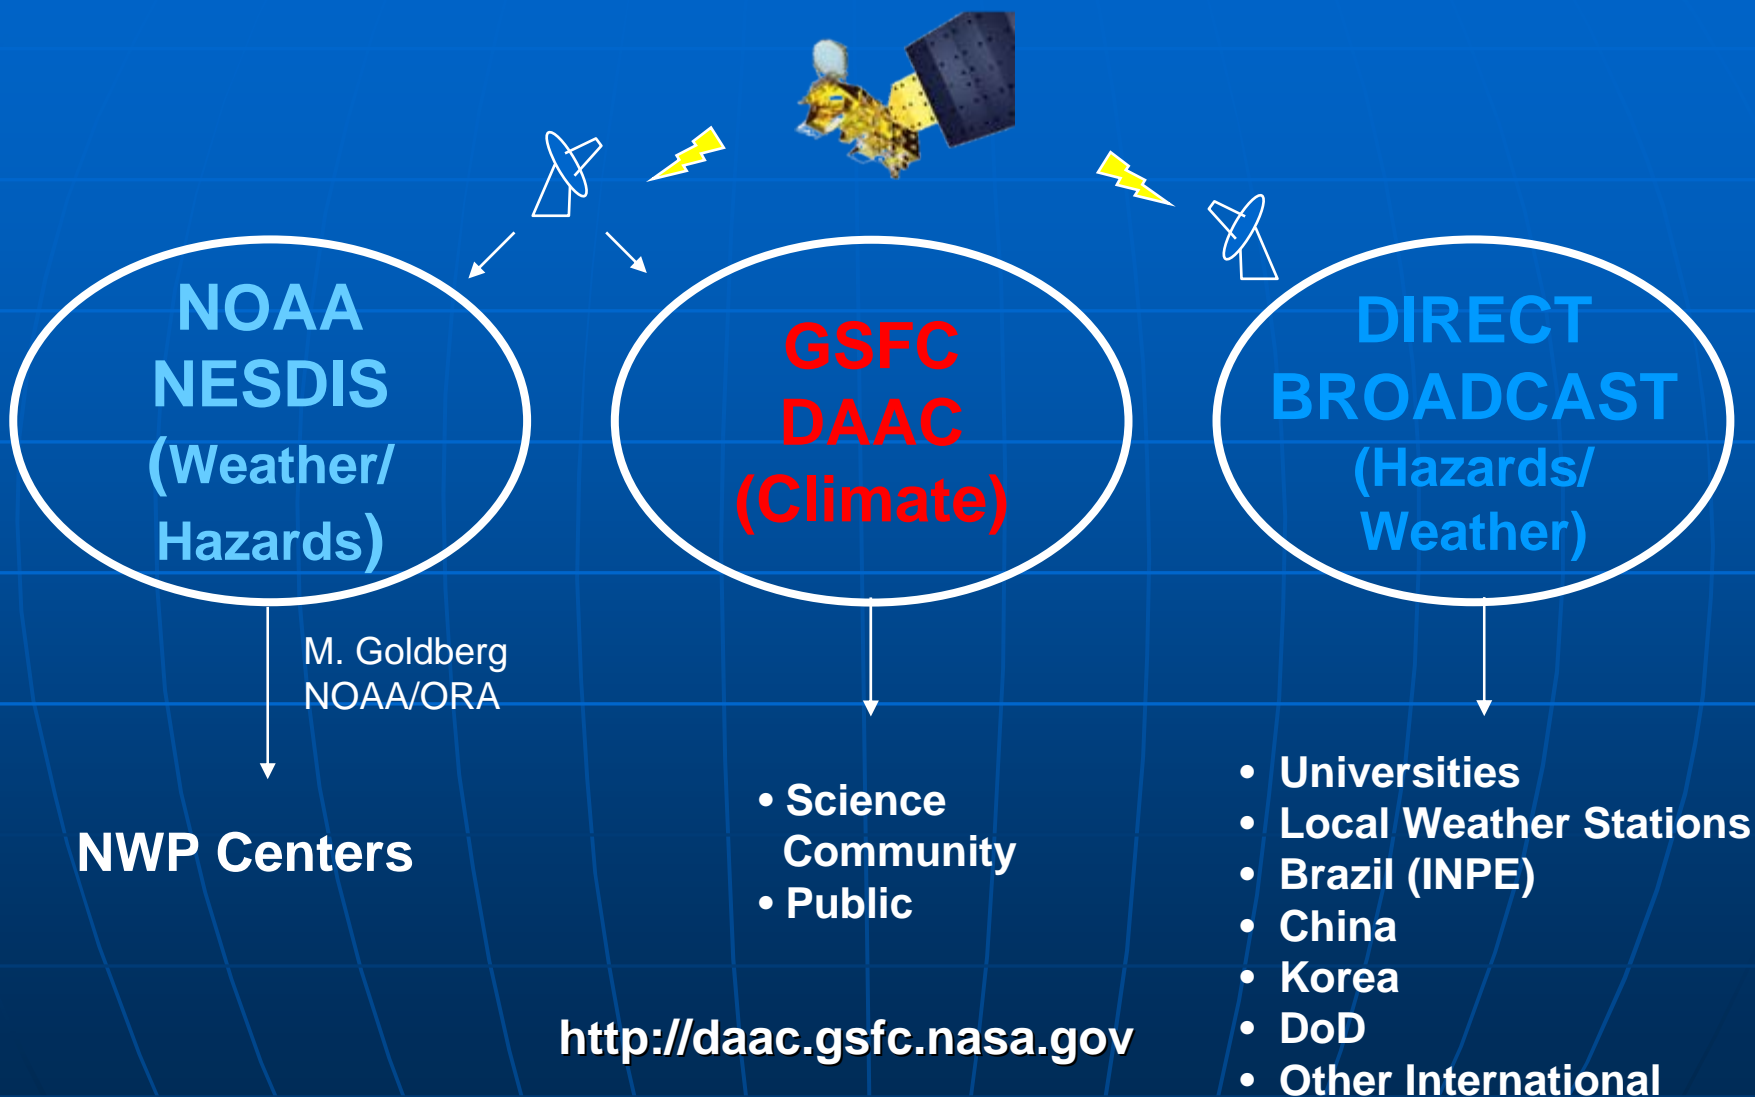 NOAA
NESDIS
(Weather/
Hazards)
M. Goldberg
NOAA/ORA
NWP Centers
GSFC
DAAC
(Climate)
• Science
Community
• Public
http://daac.gsfc.nasa.gov
DIRECT
BROADCAST
(Hazards/
Weather)
• Universities
• Local Weather Stations
• Brazil (INPE)
• China
• Korea
• DoD
• Other International